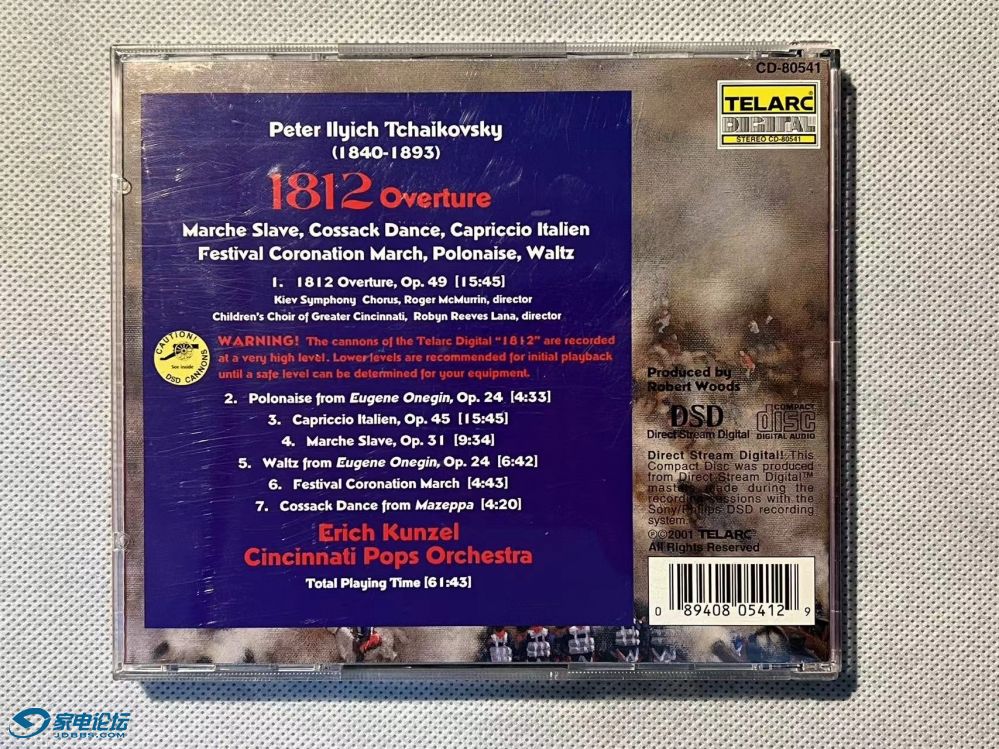 CD-80541
TELARC®
DIGITAL
STEREO CD-80541
Peter Ilyich Tchaikovsky
(1840-1893)
1812 Overture
Marche Slave, Cossack Dance, Capriccio Italien
Festival Coronation March, Polonaise, Waltz
1. 1812 Overture, Op. 49 [15:45]
Kiev Symphony Chorus, Roger McMurrin, director
Children's Choir of Greater Cincinnati, Robyn Reeves Lana, director
CAUTION!
See inside
DSD CANNONS
WARNING! The cannons of the Telarc Digital "1812" are recorded
at a very high level. Lower levels are recommended for initial playback
until a safe level can be determined for your equipment.
2. Polonaise from Eugene Onegin, Op. 24 [4:33]
3. Capriccio Italien, Op. 45 [15:45]
4. Marche Slave, Op. 31 [9:34]
5. Waltz from Eugene Onegin, Op. 24 [6:42]
6. Festival Coronation March [4:43]
7. Cossack Dance from Mazeppa [4:20]
Erich Kunzel
Cincinnati Pops Orchestra
Total Playing Time [61:43]
Produced by
Robert Woods
DSD
Direct Stream Digital
COMPACT
disc
DIGITAL AUDIO
Direct Stream Digital! This
Compact Disc was produced
from Direct Stream Digital™
masters made during the
recording sessions with the
Sony/Philips DSD recording
system.
℗©2001 TELARC®
All Rights Reserved
0 89408 05412 9
家电论坛
JDBBS.COM